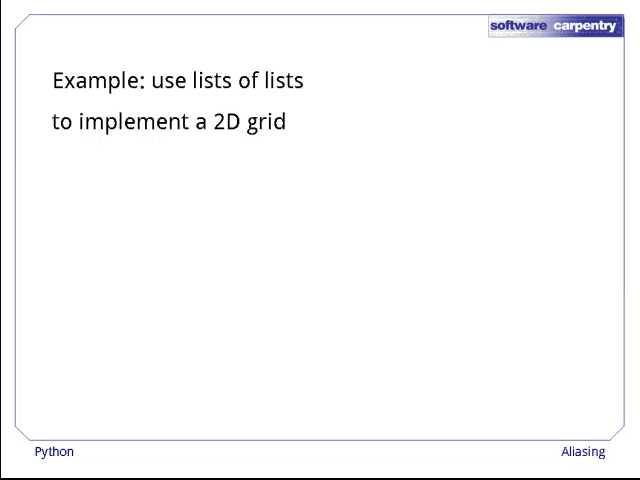 software carpentry
Example: use lists of lists
to implement a 2D grid
Python
Aliasing